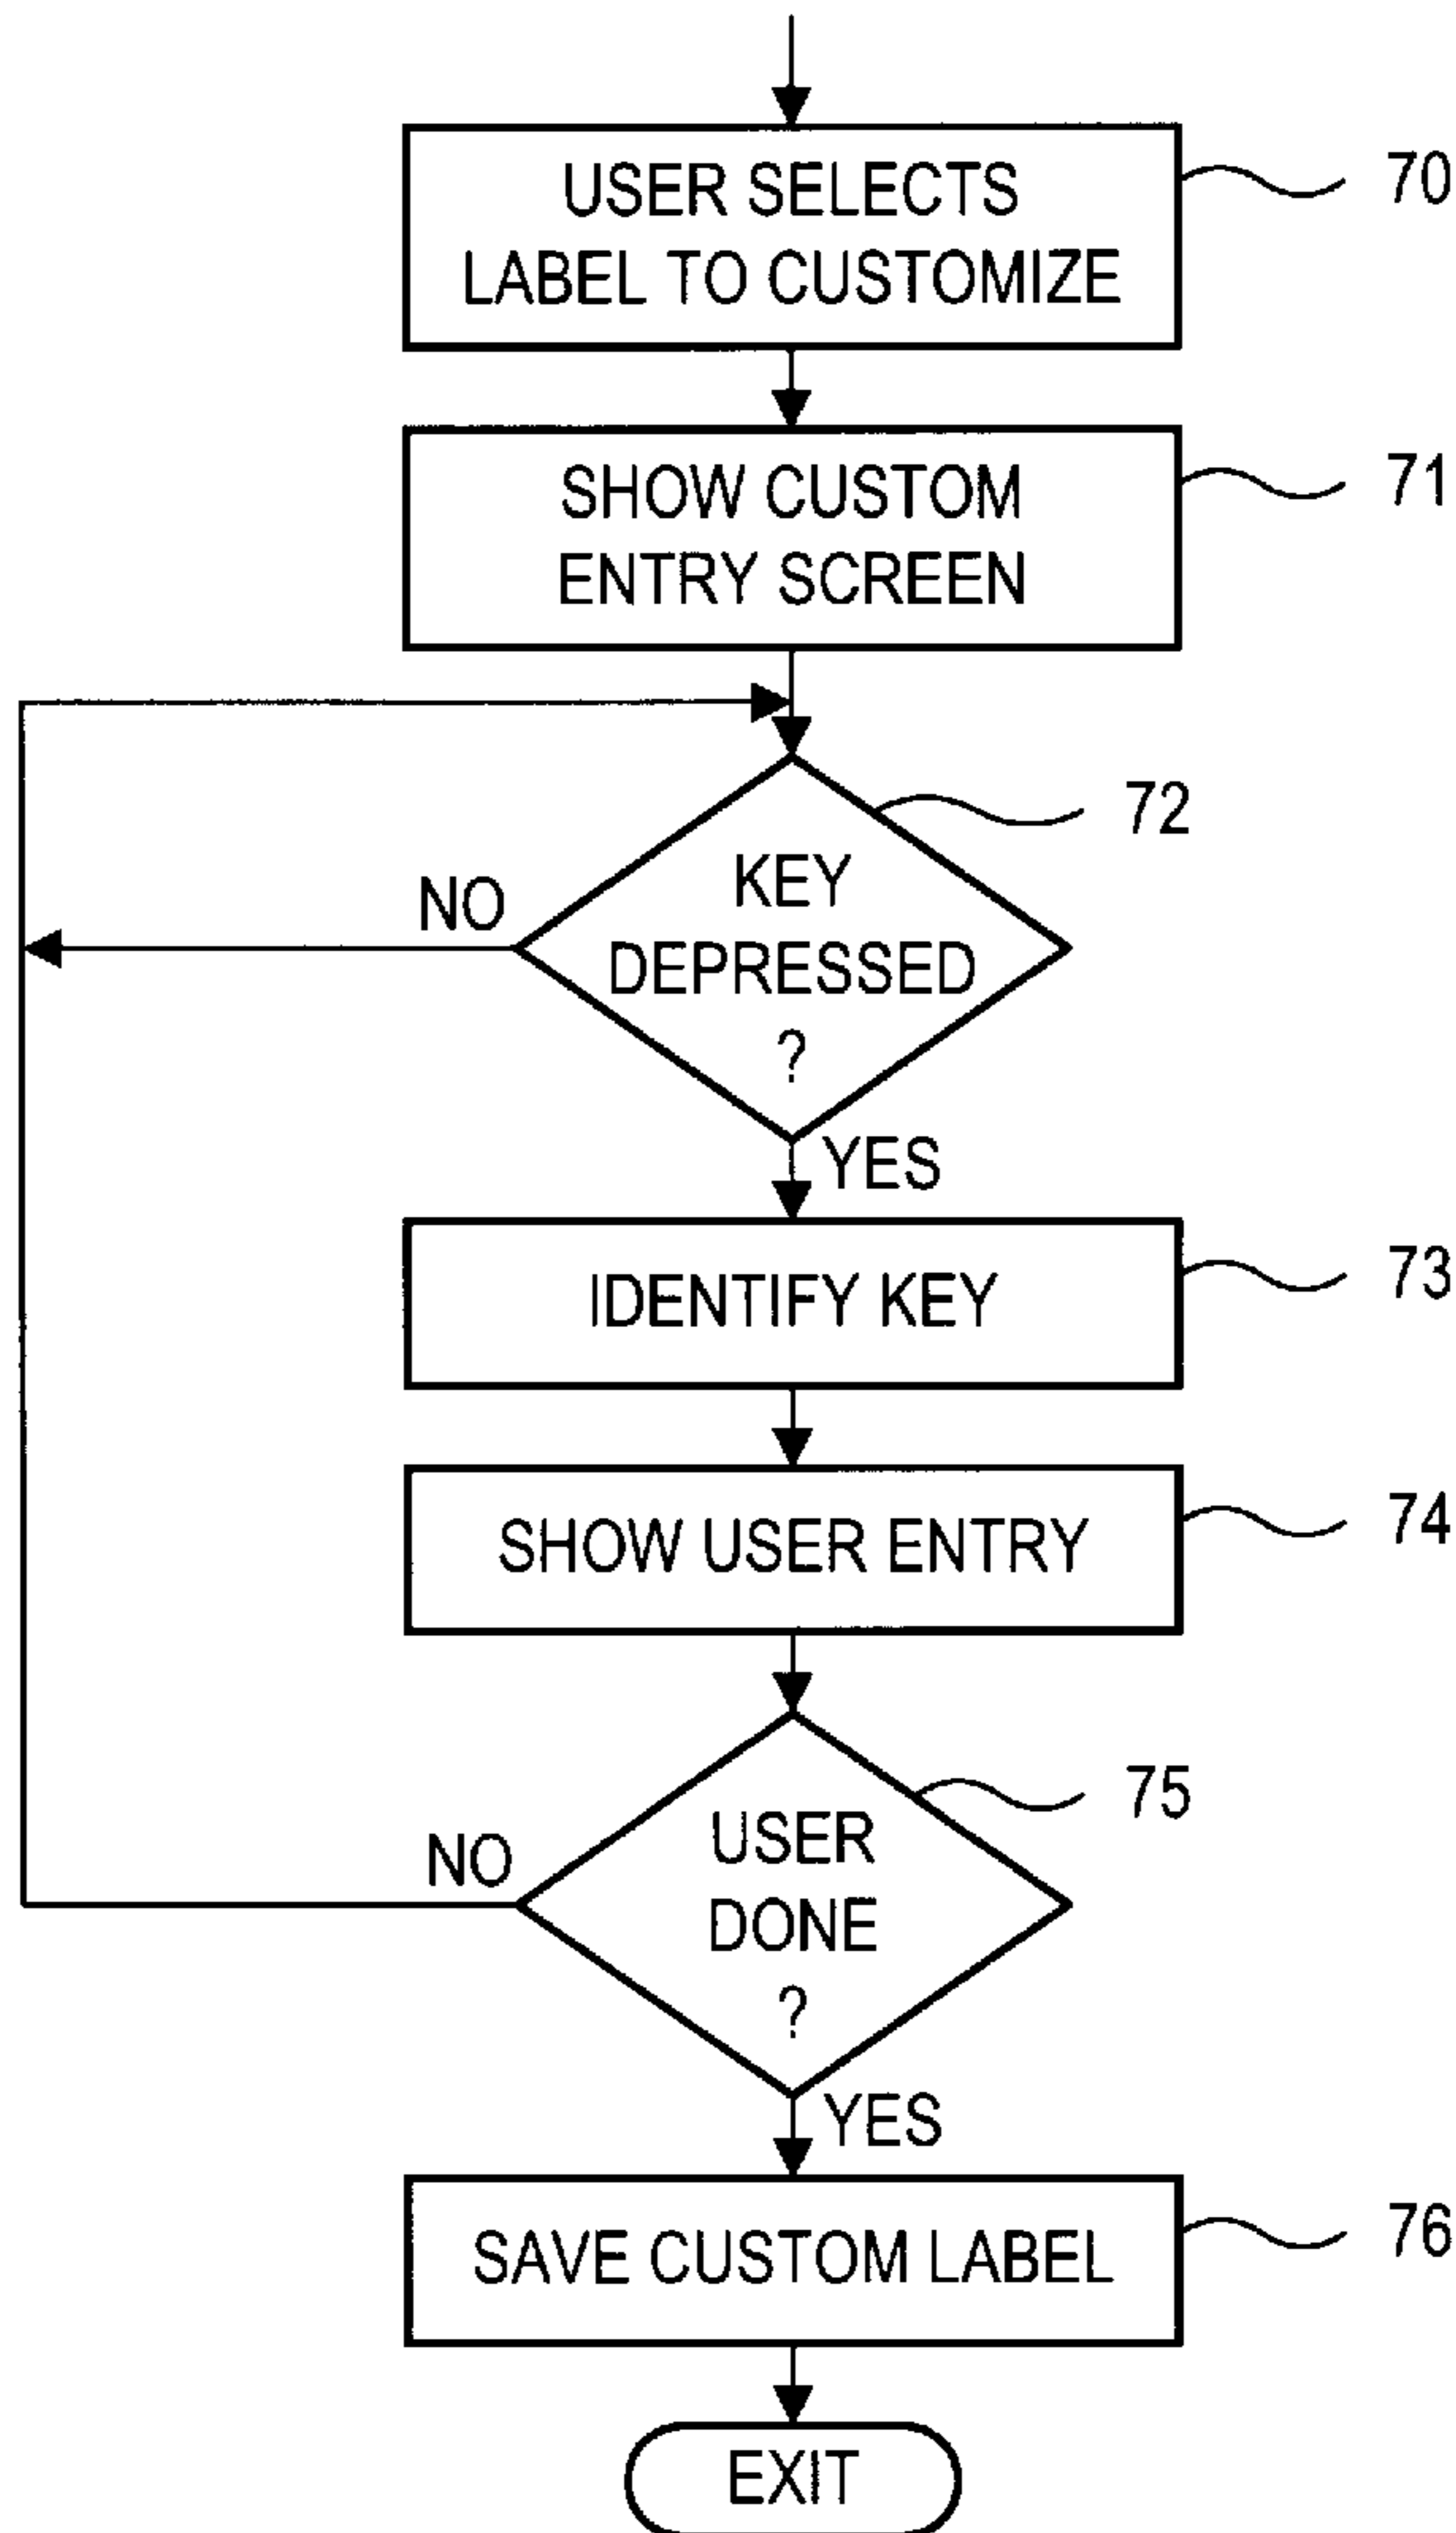 USER SELECTS
LABEL TO CUSTOMIZE
70
SHOW CUSTOM
ENTRY SCREEN
71
72
KEY
DEPRESSED
?
NO
YES
IDENTIFY KEY
73
SHOW USER ENTRY
74
75
USER
DONE
?
NO
YES
SAVE CUSTOM LABEL
76
EXIT